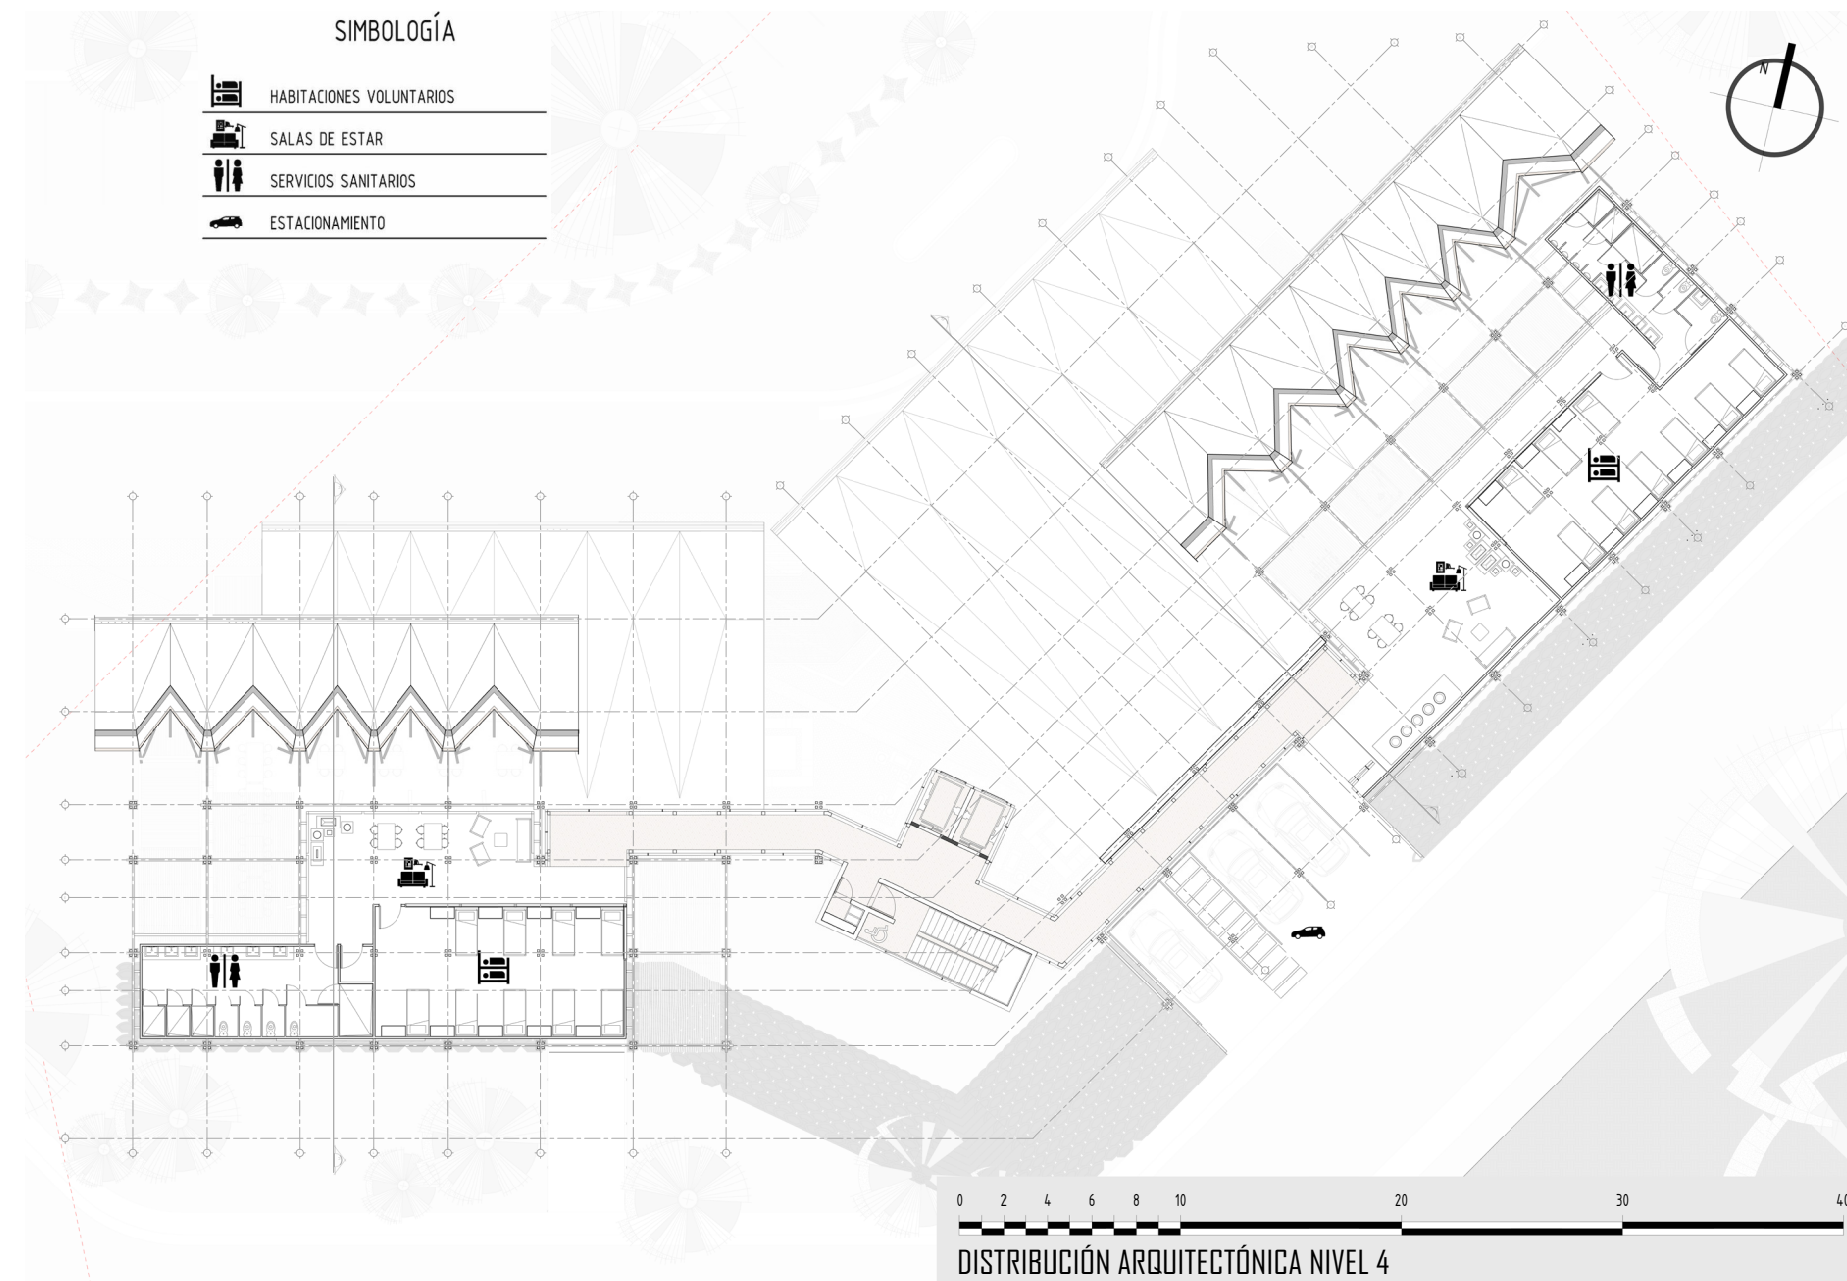 SIMBOLOGÍA
HABITACIONES VOLUNTARIOS
SALAS DE ESTAR
SERVICIOS SANITARIOS
ESTACIONAMIENTO
N
0 2 4 6 8 10 20 30 40
DISTRIBUCIÓN ARQUITECTÓNICA NIVEL 4